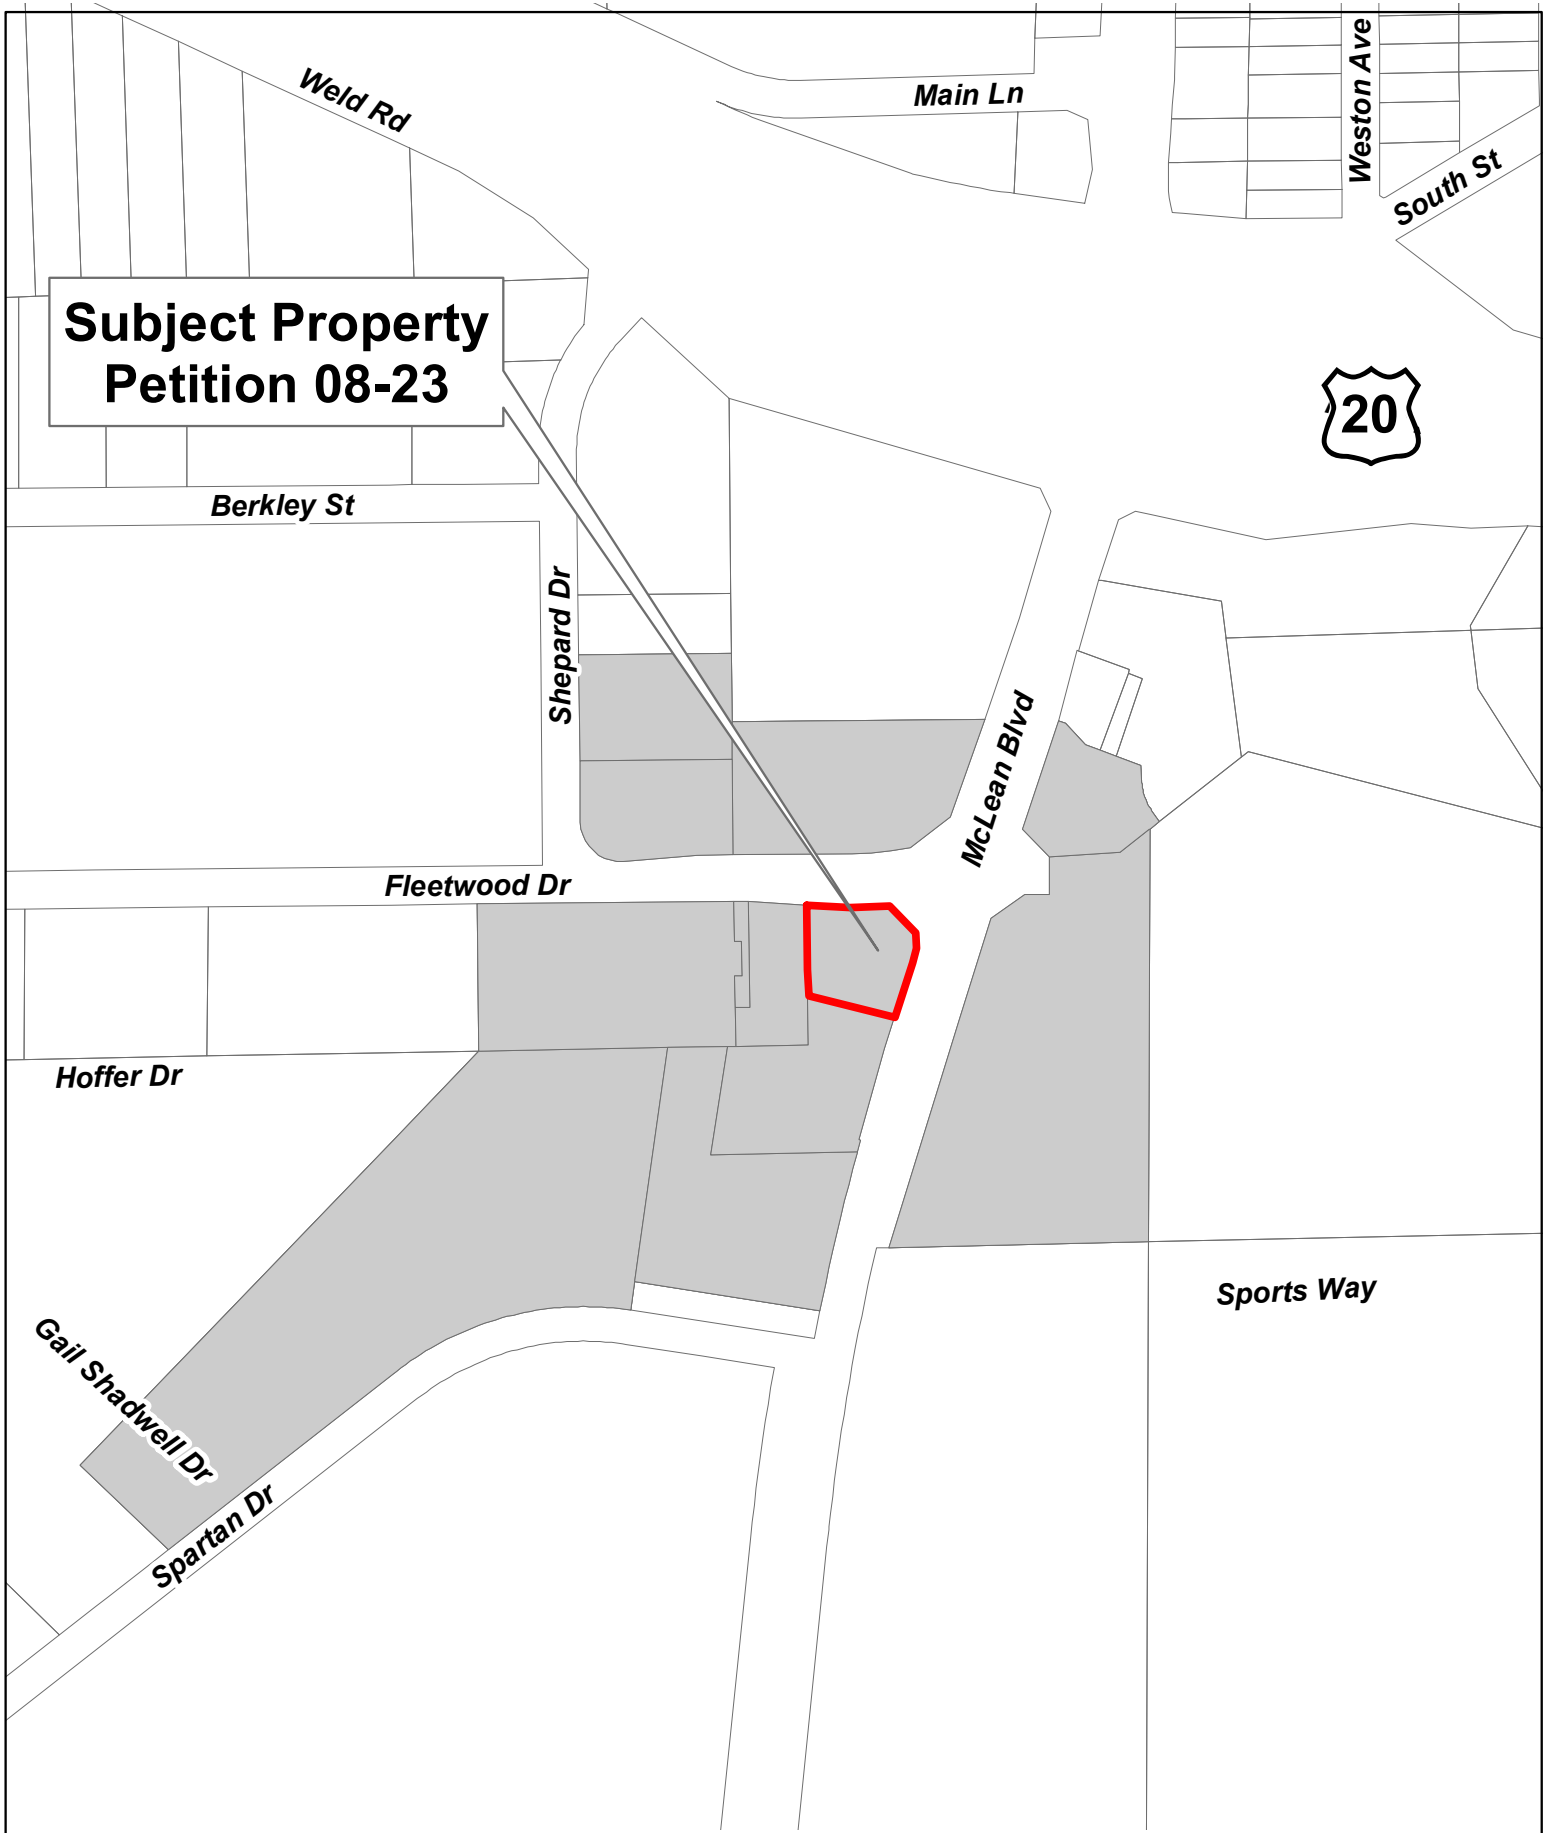 Weld Rd
Main Ln
Weston Ave
South St
Subject Property
Petition 08-23
20
Berkley St
Shepard Dr
McLean Blvd
Fleetwood Dr
Hoffer Dr
Sports Way
Gail Shadwell Dr
Spartan Dr